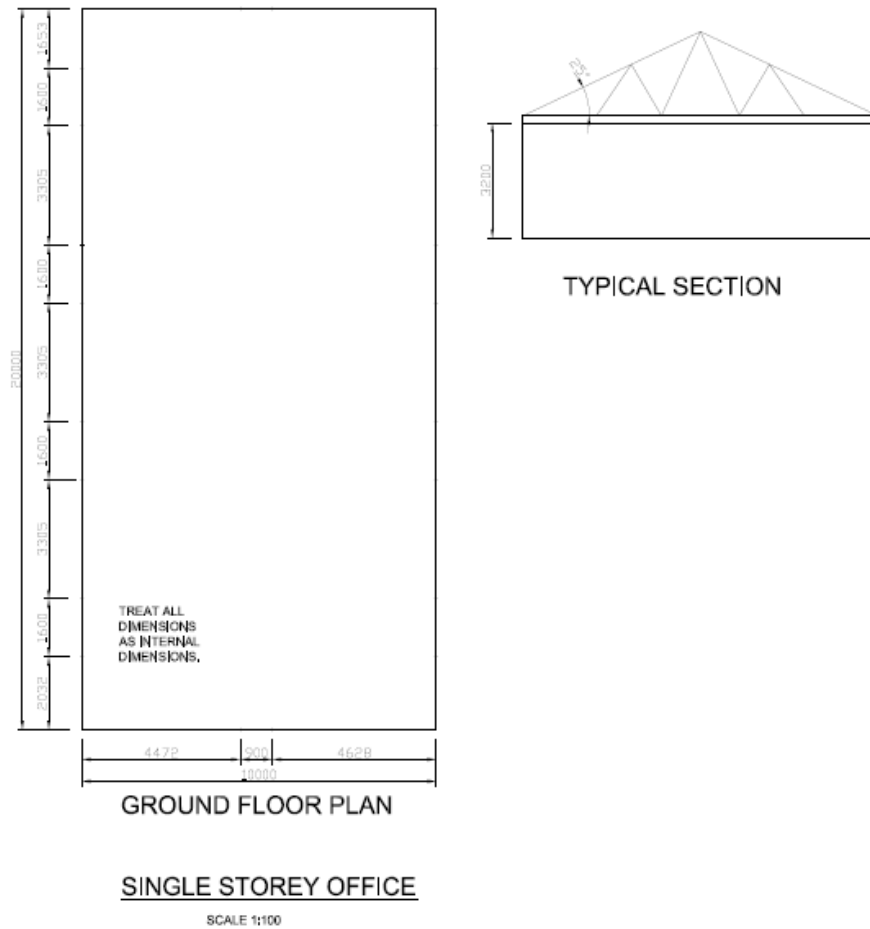 1653
1600
3305
1600
3305
1600
3305
1600
2032
20000
TREAT ALL
DIMENSIONS
AS INTERNAL
DIMENSIONS.
4472
900
4628
10000
GROUND FLOOR PLAN
SINGLE STOREY OFFICE
SCALE 1:100
25°
3200
TYPICAL SECTION